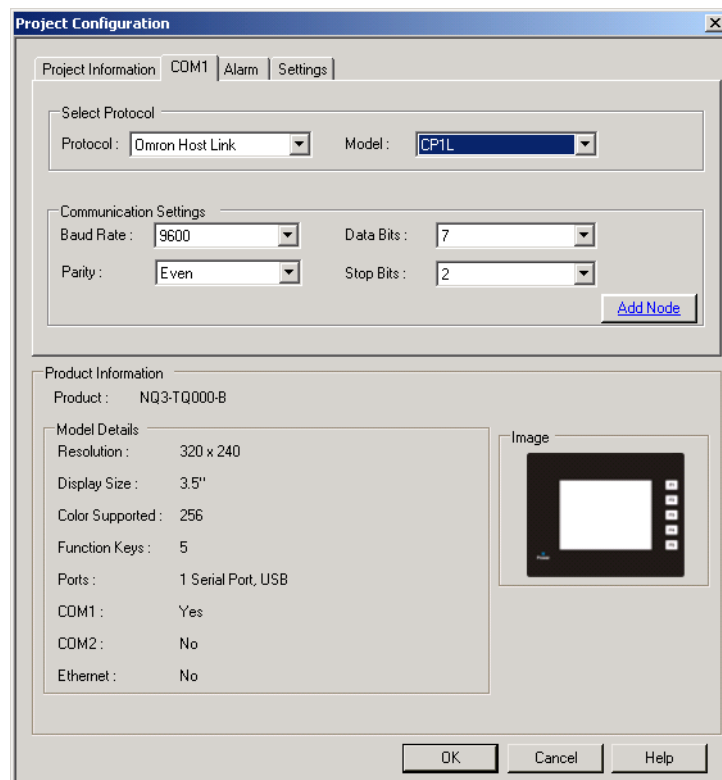 Project Configuration
Project Information COM1 Alarm Settings
Select Protocol
Protocol : Omron Host Link Model : CP1L
Communication Settings
Baud Rate : 9600 Data Bits : 7
Parity : Even Stop Bits : 2
Add Node
Product Information
Product : NQ3-TQ000-B
Model Details
Image
Resolution : 320 x 240
Display Size : 3.5"
Color Supported : 256
Function Keys : 5
Ports : 1 Serial Port, USB
COM1 : Yes
COM2 : No
Ethernet : No
OK Cancel Help